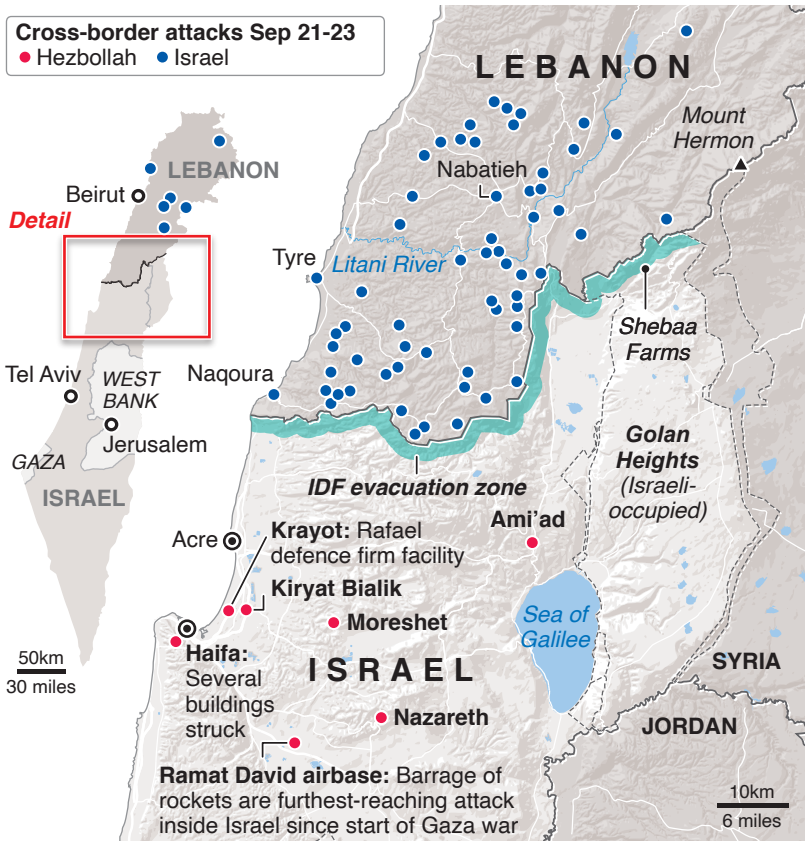 Cross-border attacks Sep 21-23
Hezbollah Israel
LEBANON
Mount
Hermon
Nabatieh
LEBANON
Beirut
Detail
Tyre
Litani River
Shebaa
Farms
Tel Aviv
WEST
BANK
Naqoura
Jerusalem
GAZA
ISRAEL
Golan
Heights
(Israeli-
occupied)
IDF evacuation zone
Ami'ad
Acre
Krayot: Rafael
defence firm facility
Kiryat Bialik
Moreshet
Sea of
Galilee
Haifa:
Several
buildings
struck
ISRAEL
SYRIA
50km
30 miles
Nazareth
JORDAN
Ramat David airbase: Barrage of
rockets are furthest-reaching attack
inside Israel since start of Gaza war
10km
6 miles